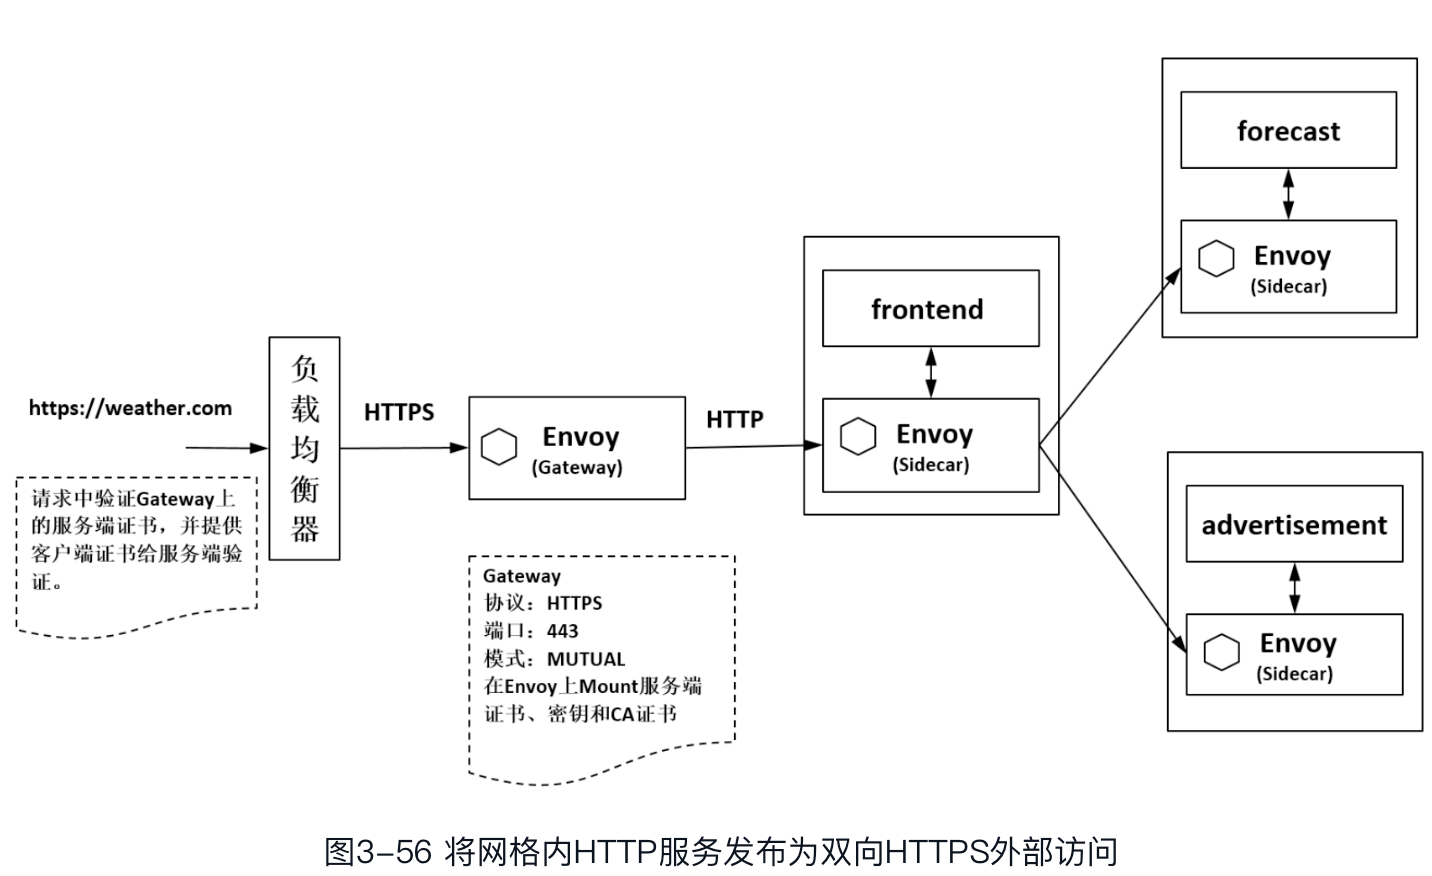 https://weather.com
请求中验证Gateway上
的服务端证书，并提供
客户端证书给服务端验
证。
负
载
均
衡
器
HTTPS
Envoy
(Gateway)
Gateway
协议：HTTPS
端口：443
模式：MUTUAL
在Envoy上Mount服务端
证书、密钥和CA证书
HTTP
frontend
Envoy
(Sidecar)
forecast
Envoy
(Sidecar)
advertisement
Envoy
(Sidecar)
图3-56 将网格内HTTP服务发布为双向HTTPS外部访问